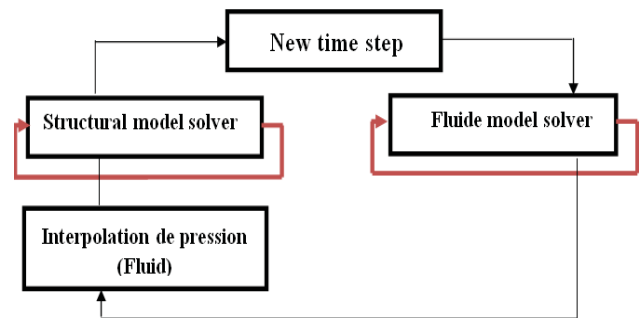 New time step
Structural model solver
Fluide model solver
Interpolation de pression
(Fluid)